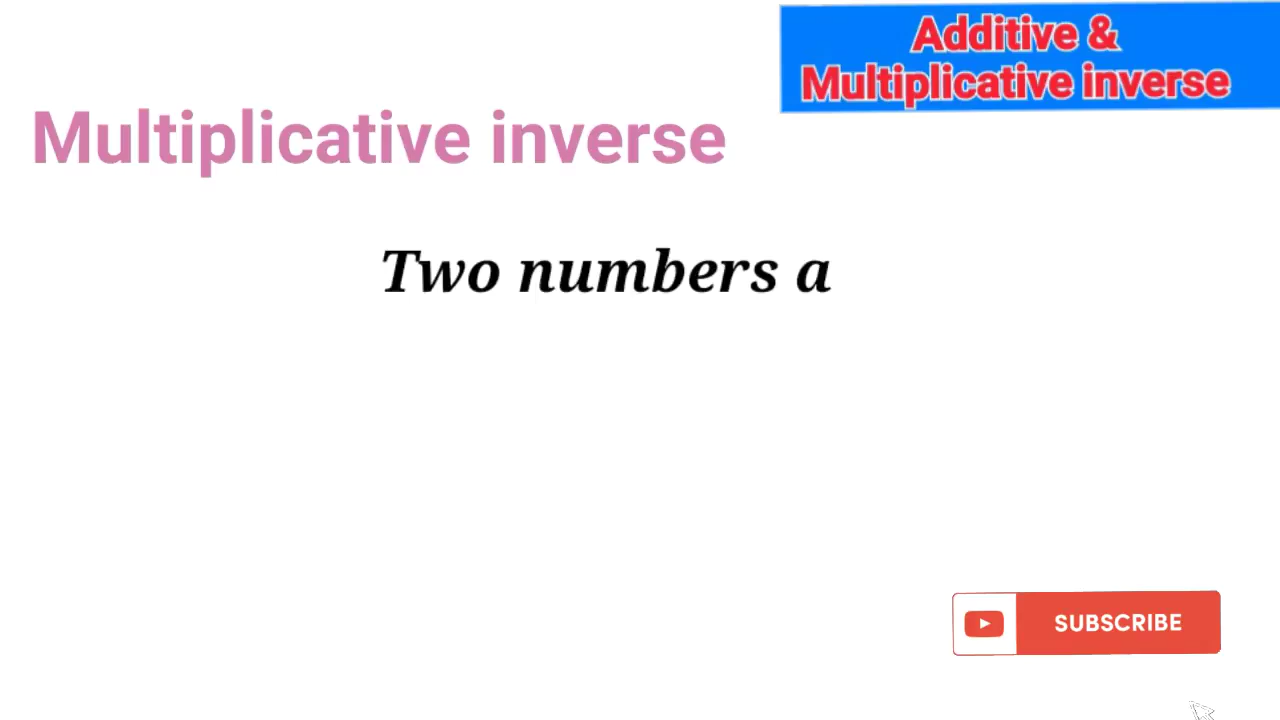 Additive &
Multiplicative inverse
Multiplicative inverse
Two numbers a
SUBSCRIBE